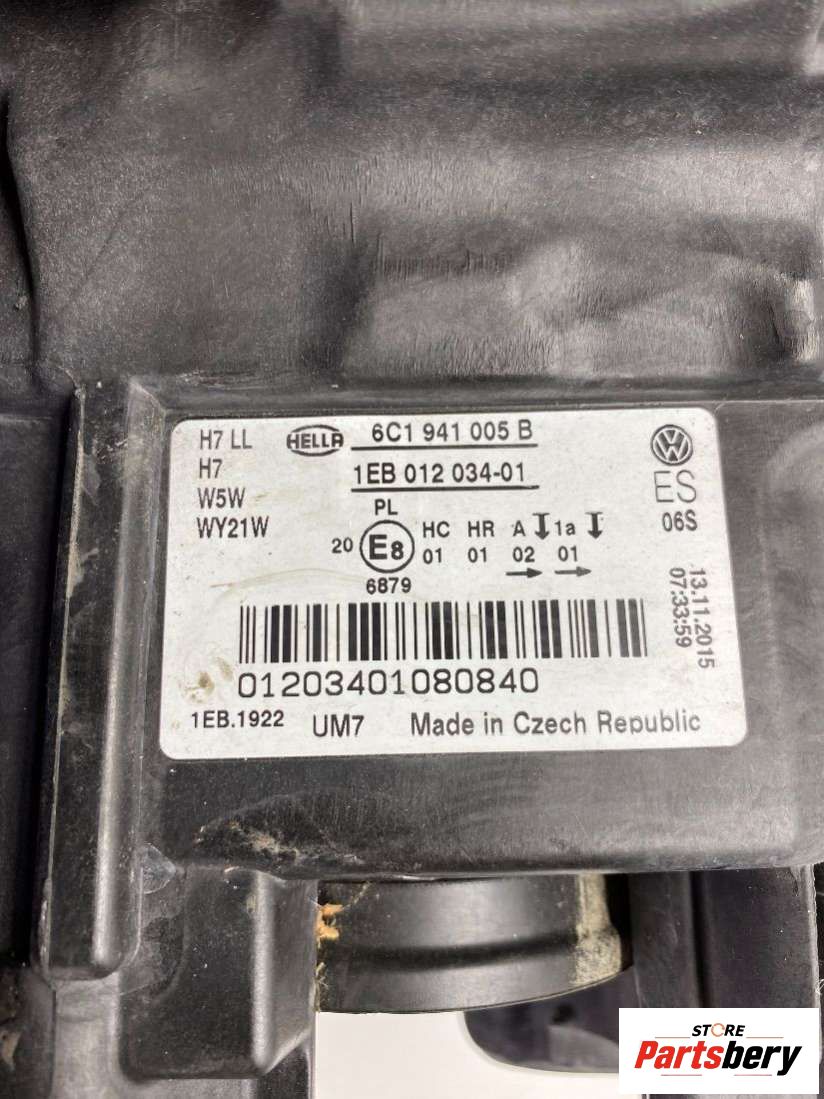 H7 LL
H7
W5W
WY21W
HELLA
6C1 941 005 B
1EB 012 034-01
VW
ES
06S
PL
20 E8 HC HR A 1a
01 01 02 01
6879
13.11.2015
07:33:59
01203401080840
1EB.1922 UM7 Made in Czech Republic
STORE
Partsbery